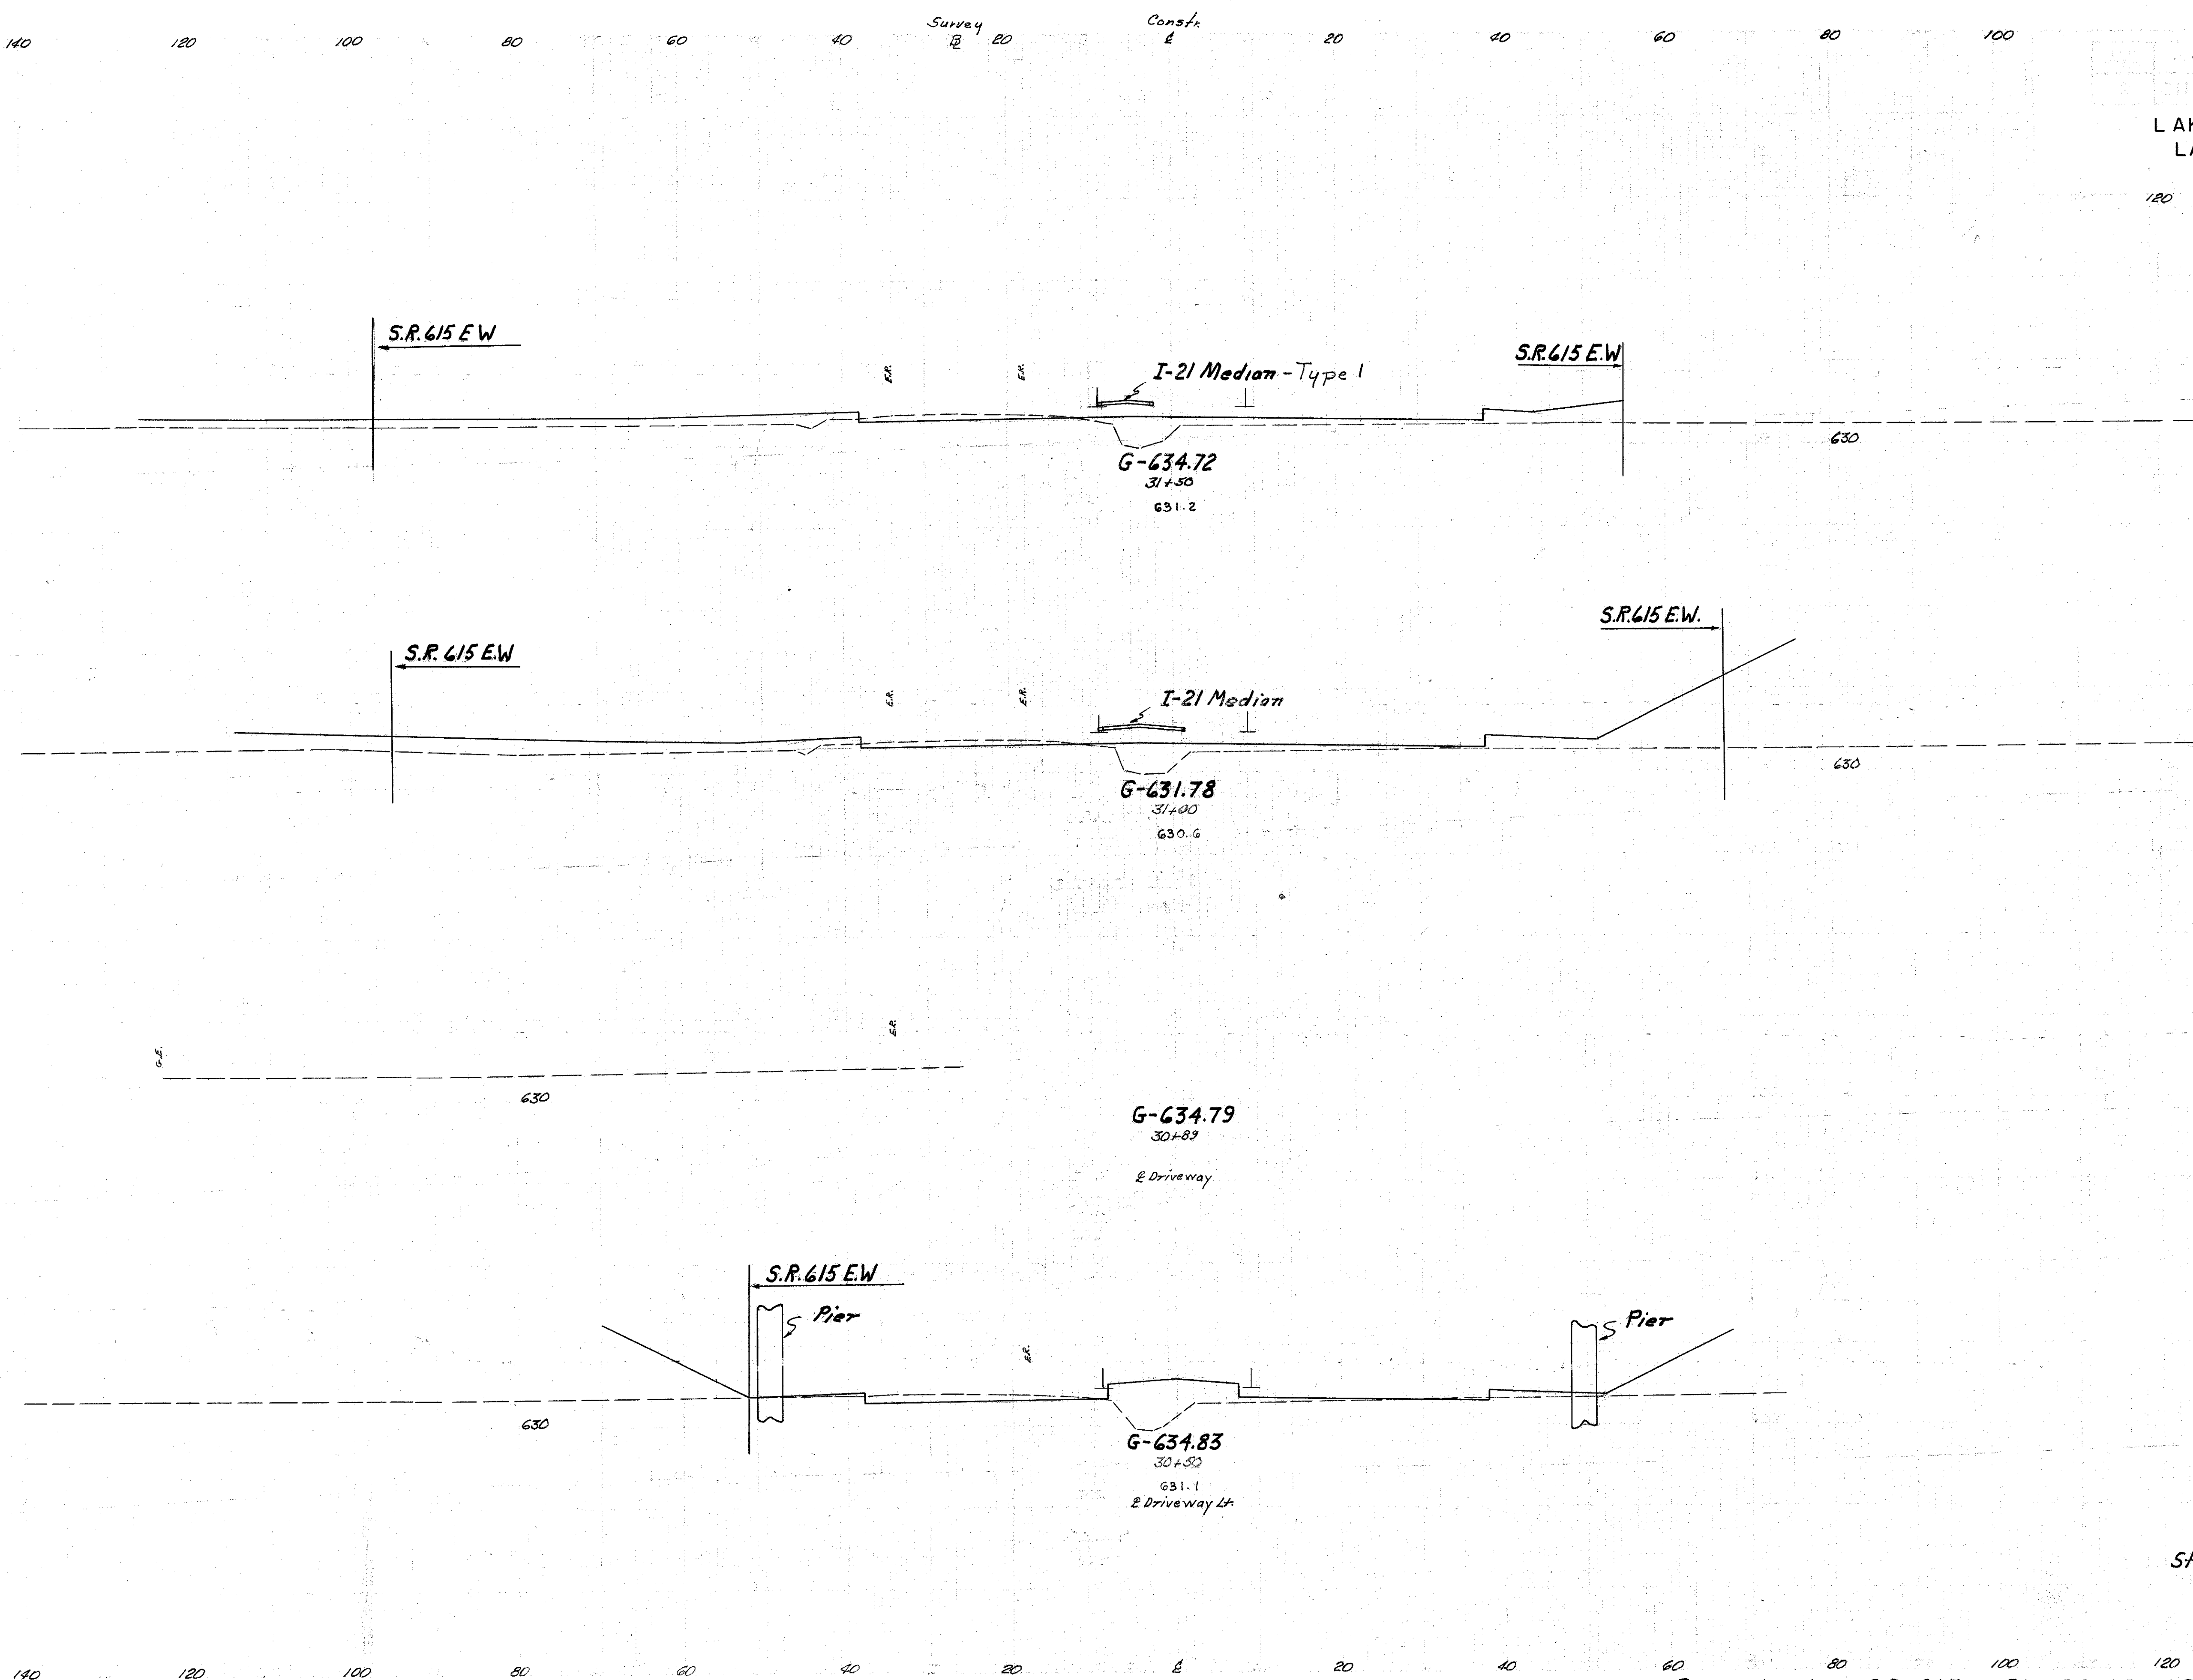 Survey Constr.
140 120 100 80 60 40 ⅊ 20 ℄ 20 40 60 80 100
120
S.R. 615 E W
S.R. 615 E.W
E.R. E.R.
I-21 Median - Type 1
630
G-634.72
31+50
631.2
S.R. 615 E.W.
S.R. 615 E.W
E.R. E.R.
I-21 Median
630
G-631.78
31+00
630.6
E.R.
G.E.
630
G-634.79
30+89
℄ Driveway
S.R. 615 E.W
Pier
Pier
E.R.
630
G-634.83
30+50
631.1
℄ Driveway Lt.
140 120 100 80 60 40 20 ℄ 20 40 60 80 100 120